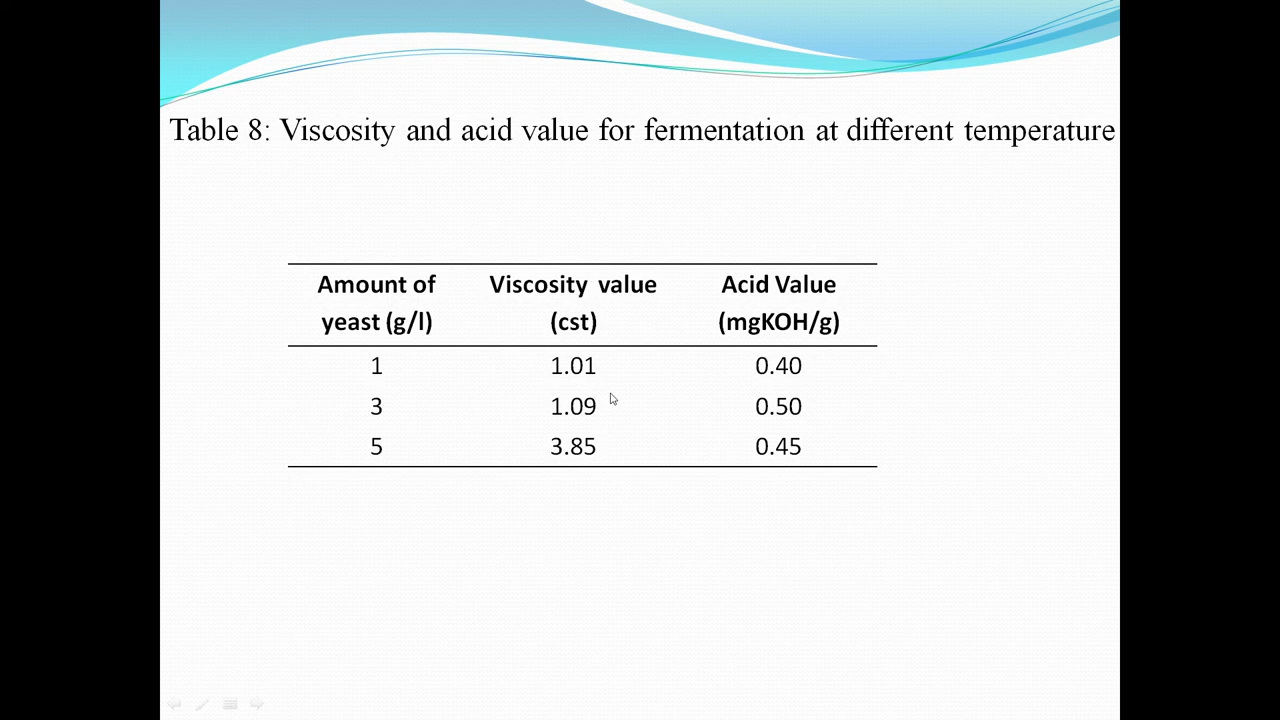 Table 8: Viscosity and acid value for fermentation at different temperature
Amount of yeast (g/l) Viscosity value (cst) Acid Value (mgKOH/g)
1 1.01 0.40
3 1.09 0.50
5 3.85 0.45